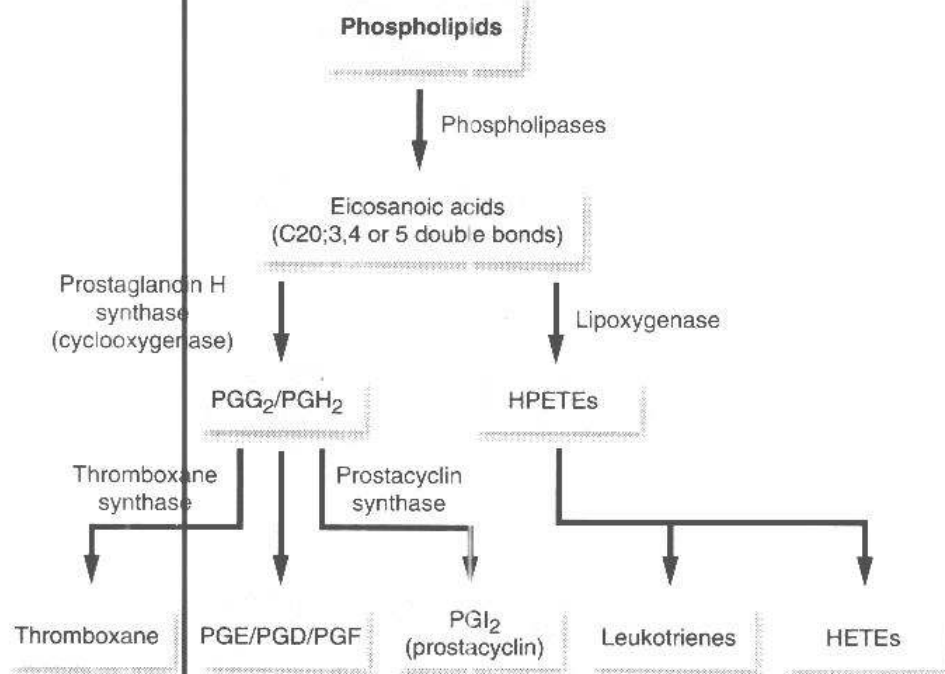 Phospholipids
Phospholipases
Eicosanoic acids
(C20;3,4 or 5 double bonds)
Prostaglandin H
synthase
(cyclooxygenase)
Lipoxygenase
PGG₂/PGH₂
HPETEs
Thromboxane
synthase
Prostacyclin
synthase
Thromboxane
PGE/PGD/PGF
PGI₂
(prostacyclin)
Leukotrienes
HETEs